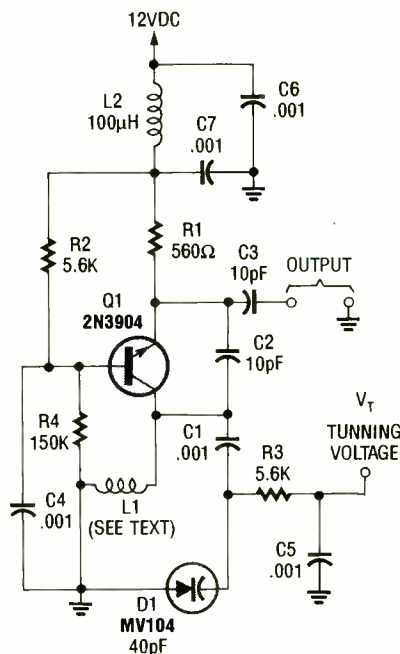 12VDC
C6
.001
L2
100μH
C7
.001
R2
5.6K
R1
560Ω
C3
10pF
OUTPUT
Q1
2N3904
C2
10pF
V_T
TUNNING
VOLTAGE
R4
150K
C1
.001
R3
5.6K
L1
(SEE TEXT)
C4
.001
C5
.001
D1
MV104
40pF